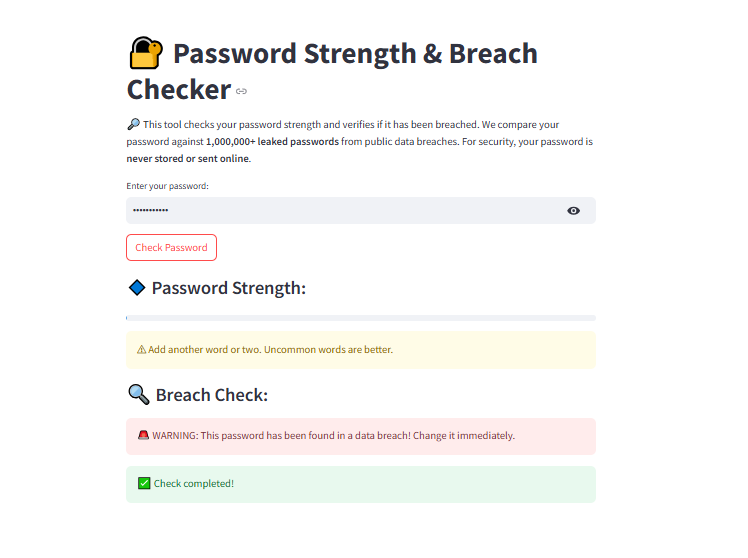 Password Strength & Breach
Checker
This tool checks your password strength and verifies if it has been breached. We compare your
password against 1,000,000+ leaked passwords from public data breaches. For security, your password is
never stored or sent online.
Enter your password:
•••••••••••
Check Password
Password Strength:
Add another word or two. Uncommon words are better.
Breach Check:
WARNING: This password has been found in a data breach! Change it immediately.
Check completed!